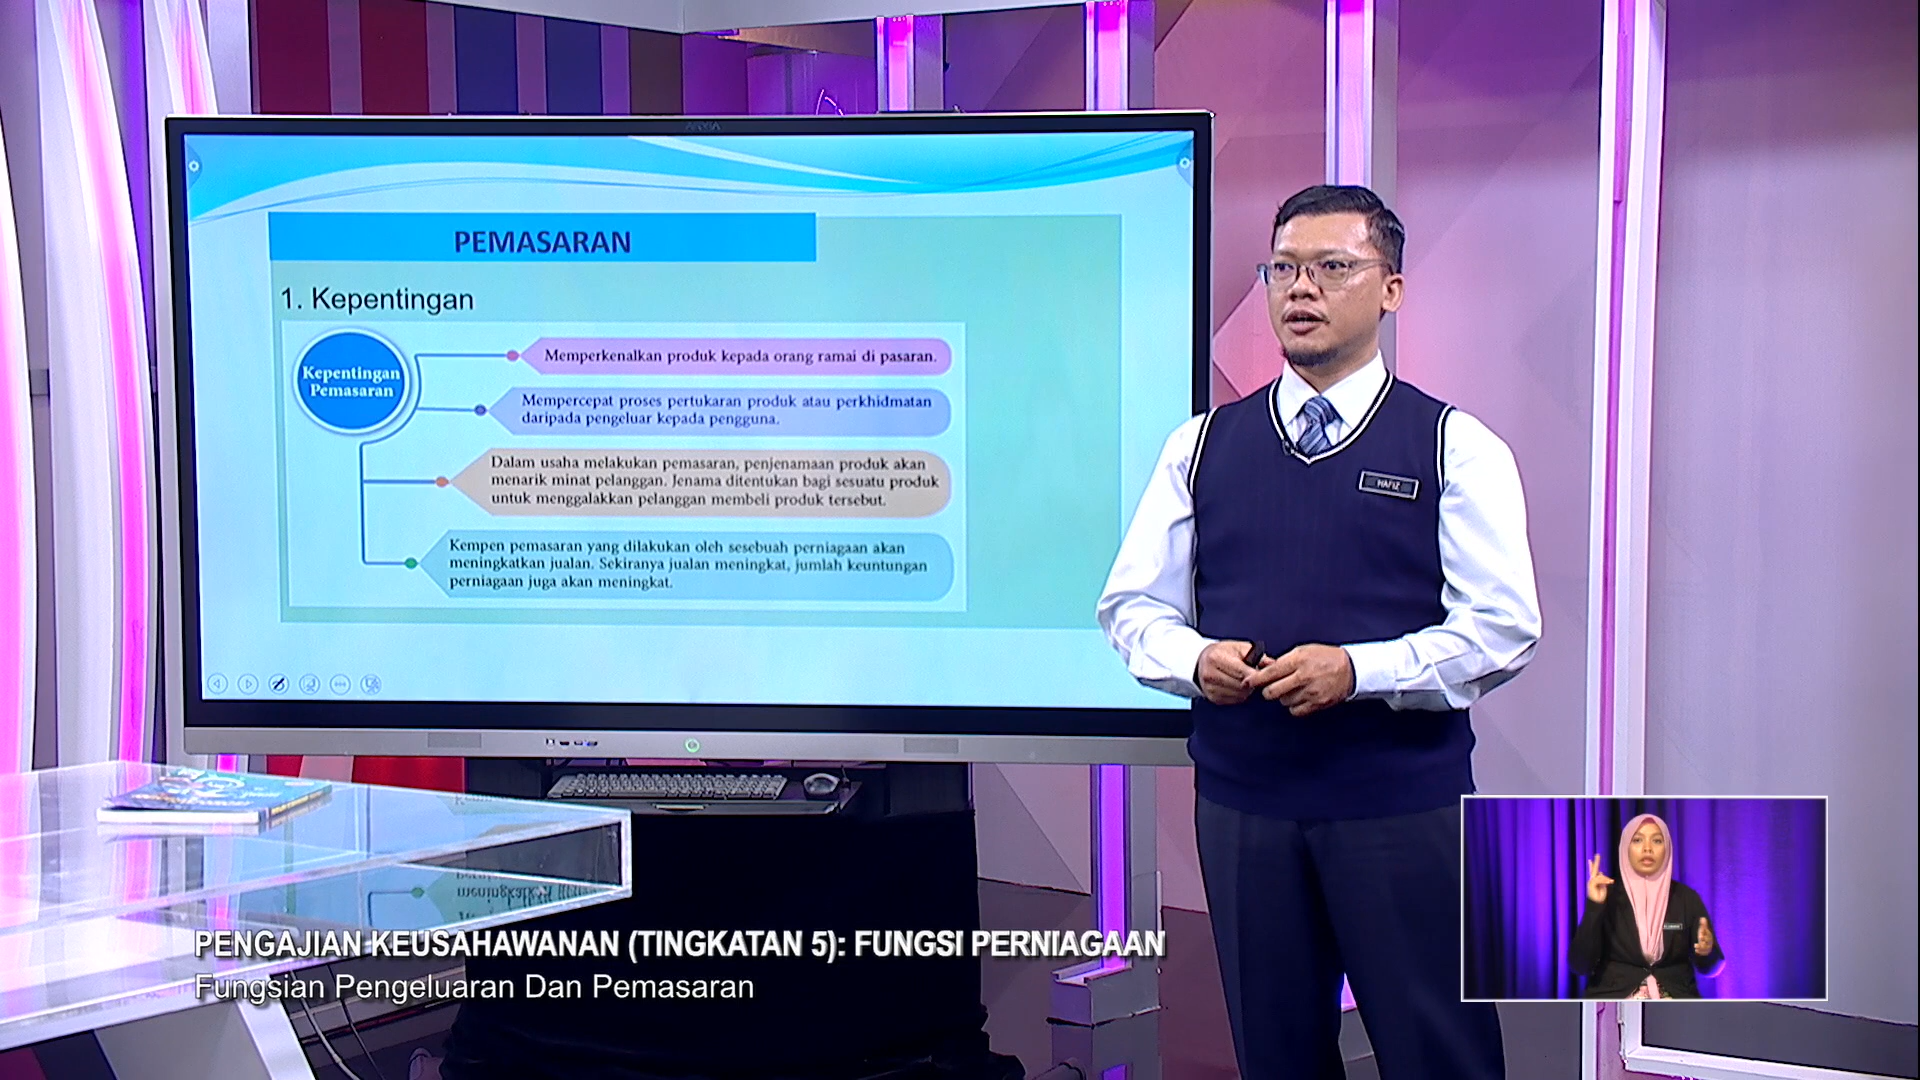 PEMASARAN
1. Kepentingan
Kepentingan
Pemasaran
Memperkenalkan produk kepada orang ramai di pasaran.
Mempercepat proses pertukaran produk atau perkhidmatan
daripada pengeluar kepada pengguna.
Dalam usaha melakukan pemasaran, penjenamaan produk akan
menarik minat pelanggan. Jenama ditentukan bagi sesuatu produk
untuk menggalakkan pelanggan membeli produk tersebut.
Kempen pemasaran yang dilakukan oleh sesebuah perniagaan akan
meningkatkan jualan. Sekiranya jualan meningkat, jumlah keuntungan
perniagaan juga akan meningkat.
HAFIZ
PENGAJIAN KEUSAHAWANAN (TINGKATAN 5): FUNGSI PERNIAGAAN
Fungsian Pengeluaran Dan Pemasaran